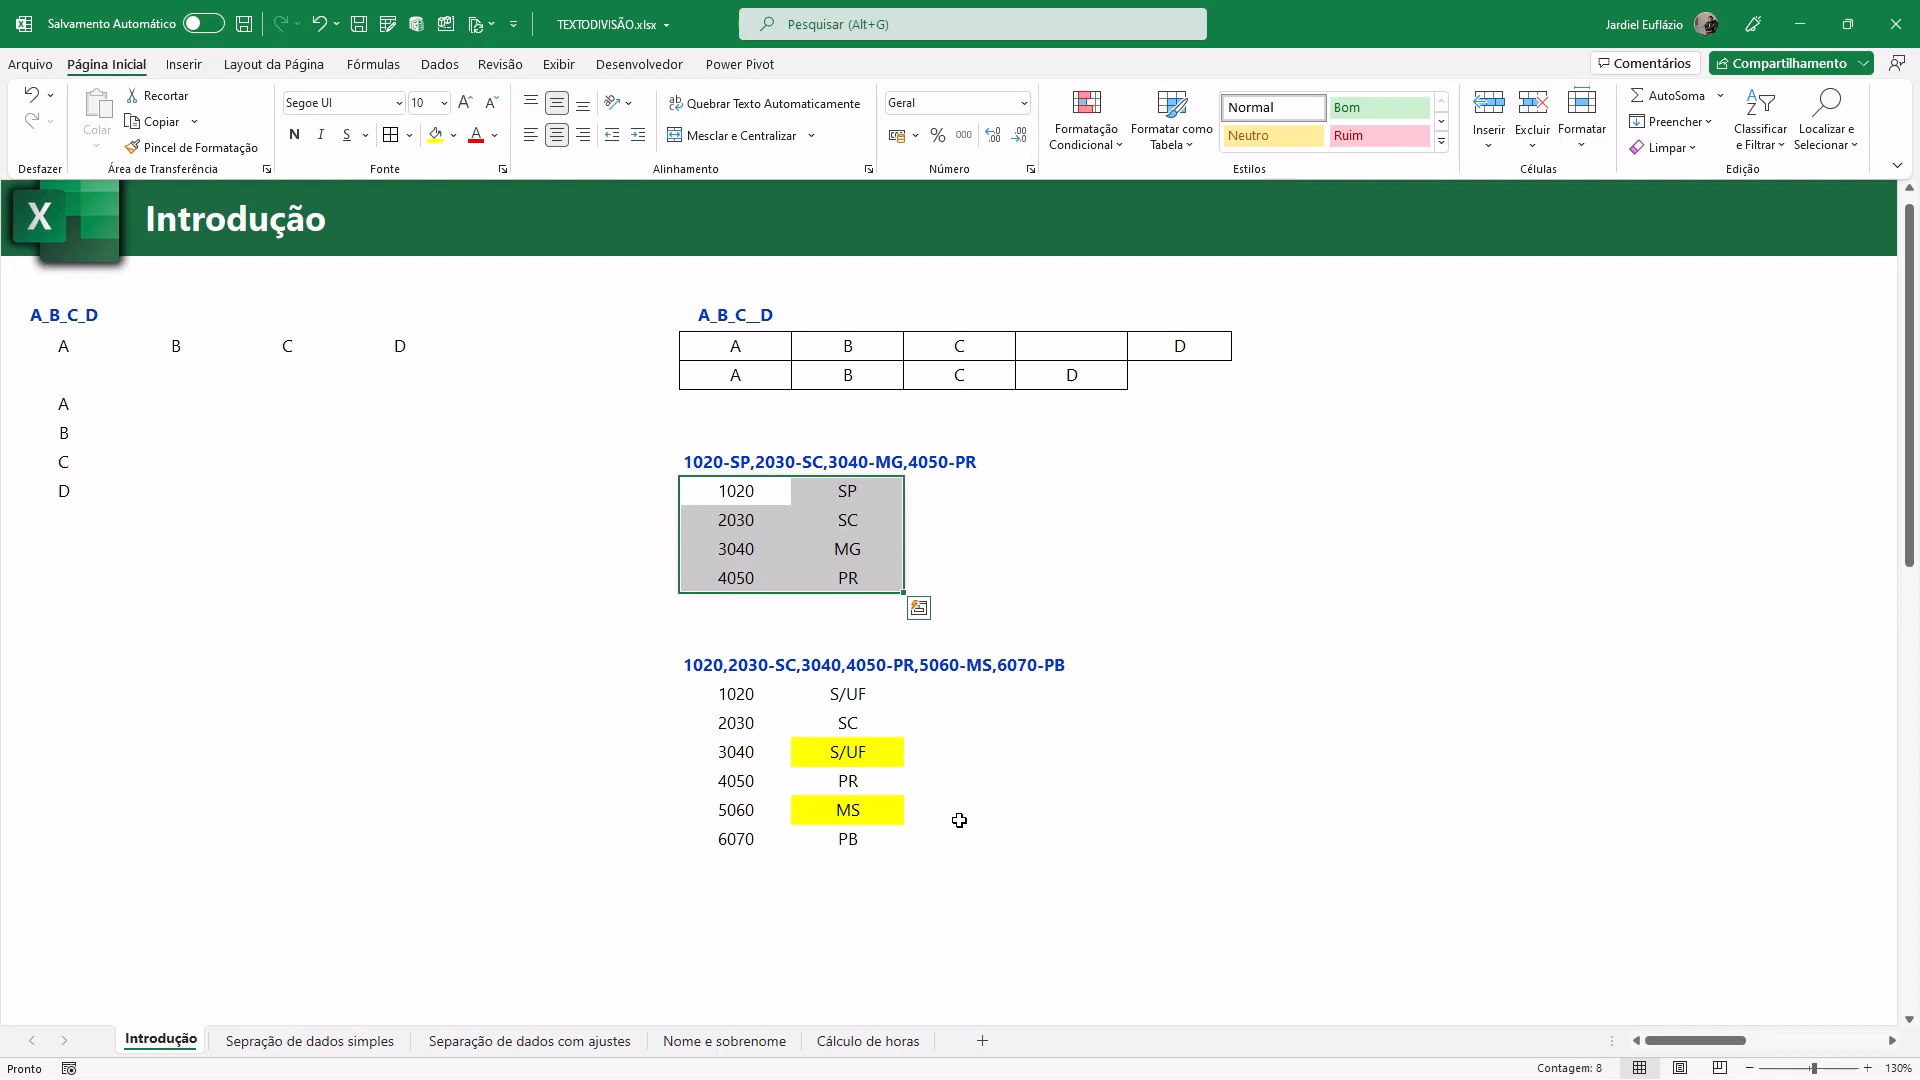 Salvamento Automático
TEXTODIVISÃO.xlsx
Pesquisar (Alt+G)
Jardiel Euflázio
Arquivo Página Inicial Inserir Layout da Página Fórmulas Dados Revisão Exibir Desenvolvedor Power Pivot
Comentários Compartilhamento
Colar
Recortar
Copiar
Pincel de Formatação
Segoe UI 10
N I S A
Quebrar Texto Automaticamente
Mesclar e Centralizar
Geral
% 000
Formatação Condicional
Formatar como Tabela
Normal Bom
Neutro Ruim
Inserir Excluir Formatar
AutoSoma
Preencher
Limpar
Classificar e Filtrar
Localizar e Selecionar
Desfazer Área de Transferência Fonte Alinhamento Número Estilos Células Edição
X Introdução
A_B_C_D
A B C D
A
B
C
D
A_B_C__D
A B C D
A B C D
1020-SP,2030-SC,3040-MG,4050-PR
1020 SP
2030 SC
3040 MG
4050 PR
1020,2030-SC,3040,4050-PR,5060-MS,6070-PB
1020 S/UF
2030 SC
3040 S/UF
4050 PR
5060 MS
6070 PB
Introdução Sepração de dados simples Separação de dados com ajustes Nome e sobrenome Cálculo de horas
Pronto
Contagem: 8
130%